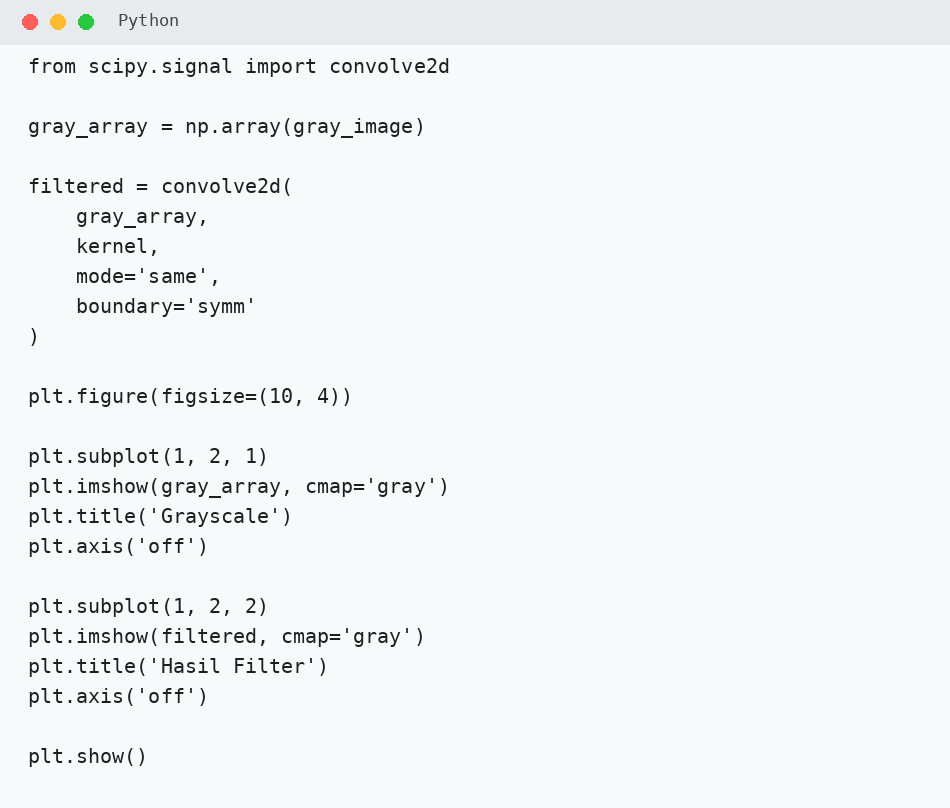 Python
from scipy.signal import convolve2d
gray_array = np.array(gray_image)
filtered = convolve2d(
    gray_array,
    kernel,
    mode='same',
    boundary='symm'
)
plt.figure(figsize=(10, 4))
plt.subplot(1, 2, 1)
plt.imshow(gray_array, cmap='gray')
plt.title('Grayscale')
plt.axis('off')
plt.subplot(1, 2, 2)
plt.imshow(filtered, cmap='gray')
plt.title('Hasil Filter')
plt.axis('off')
plt.show()